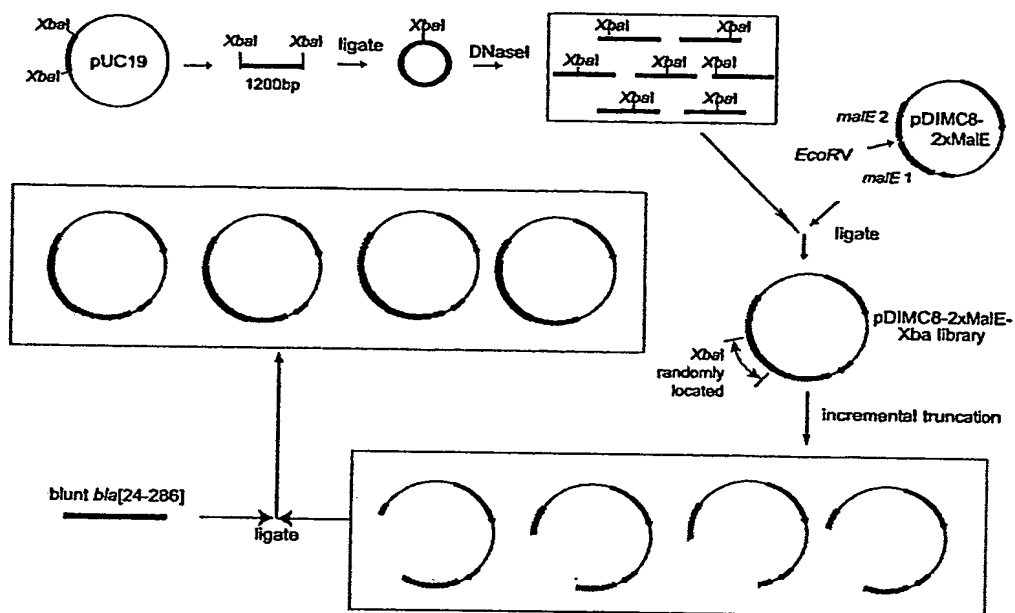 XbaI
XbaI
pUC19
XbaI XbaI
1200bp
ligate
XbaI
DNaseI
XbaI XbaI
XbaI XbaI XbaI
XbaI XbaI
malE 2
pDIMC8-
2xMalE
EcoRV
malE 1
ligate
pDIMC8-2xMalE-
Xba library
XbaI
randomly
located
incremental truncation
blunt bla[24-286]
ligate